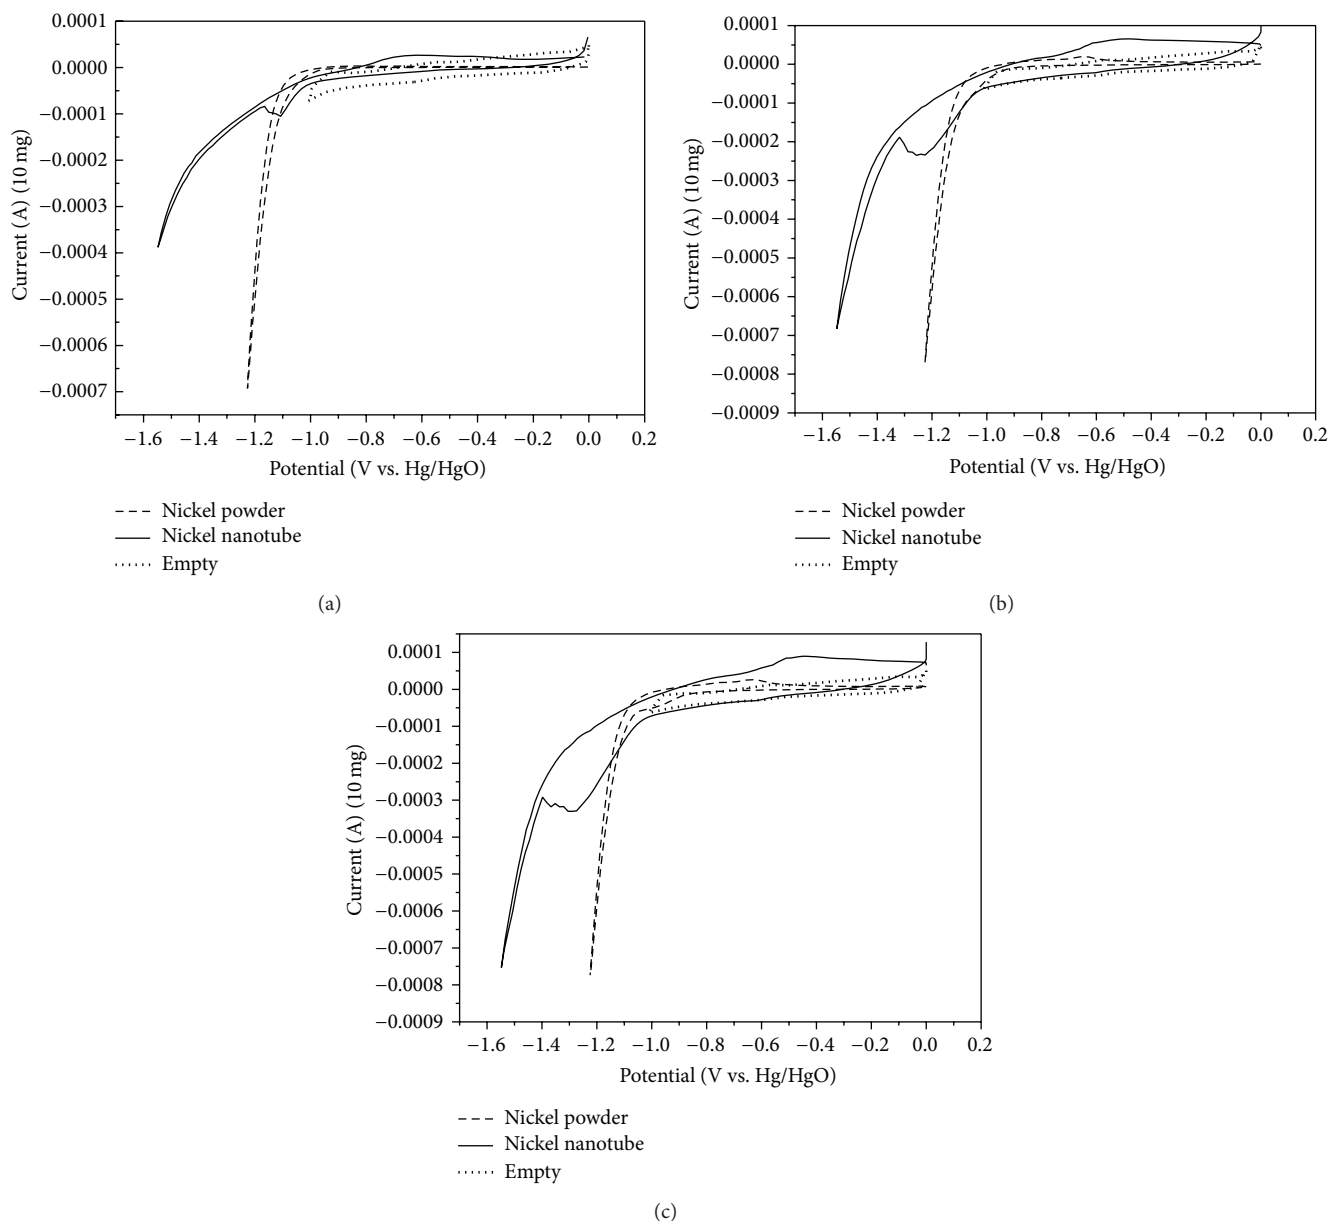 0.0001
0.0000
−0.0001
−0.0002
−0.0003
−0.0004
−0.0005
−0.0006
−0.0007
Current (A) (10 mg)
−1.6 −1.4 −1.2 −1.0 −0.8 −0.6 −0.4 −0.2 0.0 0.2
Potential (V vs. Hg/HgO)
Nickel powder
Nickel nanotube
Empty
(a)
0.0001
0.0000
−0.0001
−0.0002
−0.0003
−0.0004
−0.0005
−0.0006
−0.0007
−0.0008
−0.0009
Current (A) (10 mg)
−1.6 −1.4 −1.2 −1.0 −0.8 −0.6 −0.4 −0.2 0.0 0.2
Potential (V vs. Hg/HgO)
Nickel powder
Nickel nanotube
Empty
(b)
0.0001
0.0000
−0.0001
−0.0002
−0.0003
−0.0004
−0.0005
−0.0006
−0.0007
−0.0008
−0.0009
Current (A) (10 mg)
−1.6 −1.4 −1.2 −1.0 −0.8 −0.6 −0.4 −0.2 0.0 0.2
Potential (V vs. Hg/HgO)
Nickel powder
Nickel nanotube
Empty
(c)